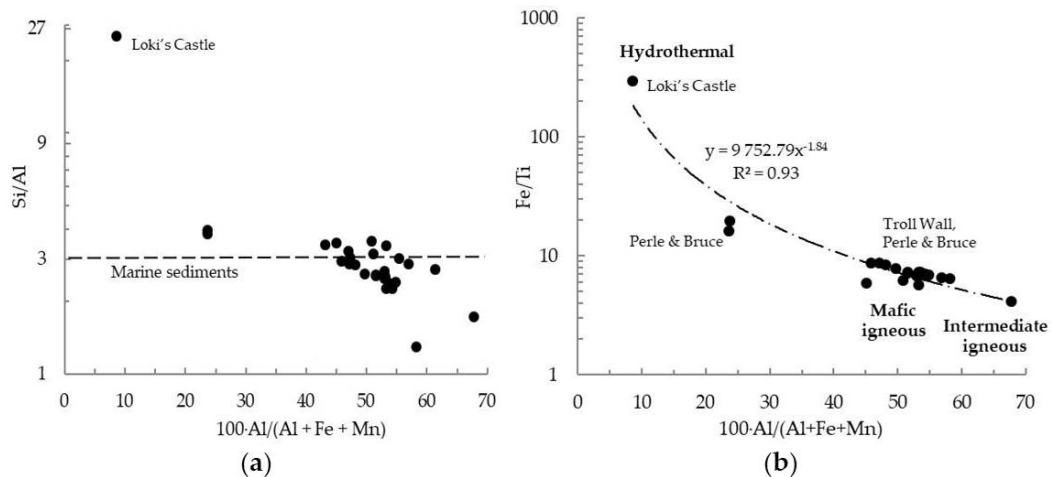 27
9
3
1
Si/Al
Loki's Castle
Marine sediments
0 10 20 30 40 50 60 70
100·Al/(Al + Fe + Mn)
(a)
1000
100
10
1
Fe/Ti
Hydrothermal
Loki's Castle
y = 9 752.79x^-1.84
R² = 0.93
Perle & Bruce
Troll Wall,
Perle & Bruce
Mafic
igneous
Intermediate
igneous
0 10 20 30 40 50 60 70
100·Al/(Al+Fe+Mn)
(b)